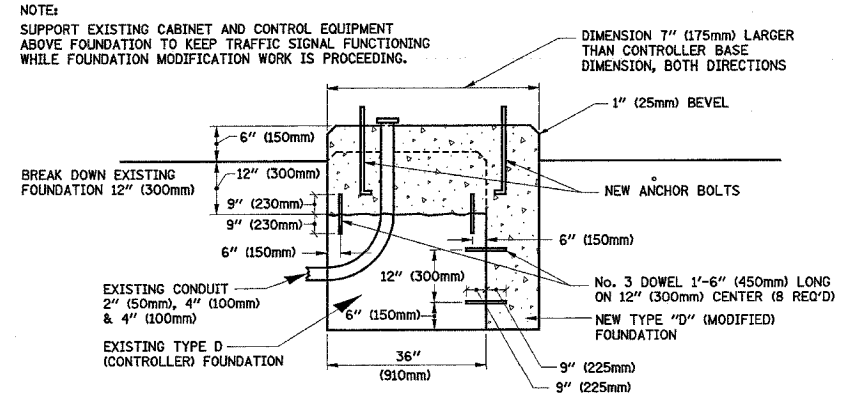 NOTE:
SUPPORT EXISTING CABINET AND CONTROL EQUIPMENT
ABOVE FOUNDATION TO KEEP TRAFFIC SIGNAL FUNCTIONING
WHILE FOUNDATION MODIFICATION WORK IS PROCEEDING.
DIMENSION 7" (175mm) LARGER
THAN CONTROLLER BASE
DIMENSION, BOTH DIRECTIONS
1" (25mm) BEVEL
6" (150mm)
BREAK DOWN EXISTING
FOUNDATION 12" (300mm)
12" (300mm)
NEW ANCHOR BOLTS
9" (230mm)
9" (230mm)
6" (150mm)
6" (150mm)
12" (300mm)
No. 3 DOWEL 1'-6" (450mm) LONG
ON 12" (300mm) CENTER (8 REQ'D)
EXISTING CONDUIT
2" (50mm), 4" (100mm)
& 4" (100mm)
6" (150mm)
NEW TYPE "D" (MODIFIED)
FOUNDATION
EXISTING TYPE D
(CONTROLLER) FOUNDATION
36"
(910mm)
9" (225mm)
9" (225mm)